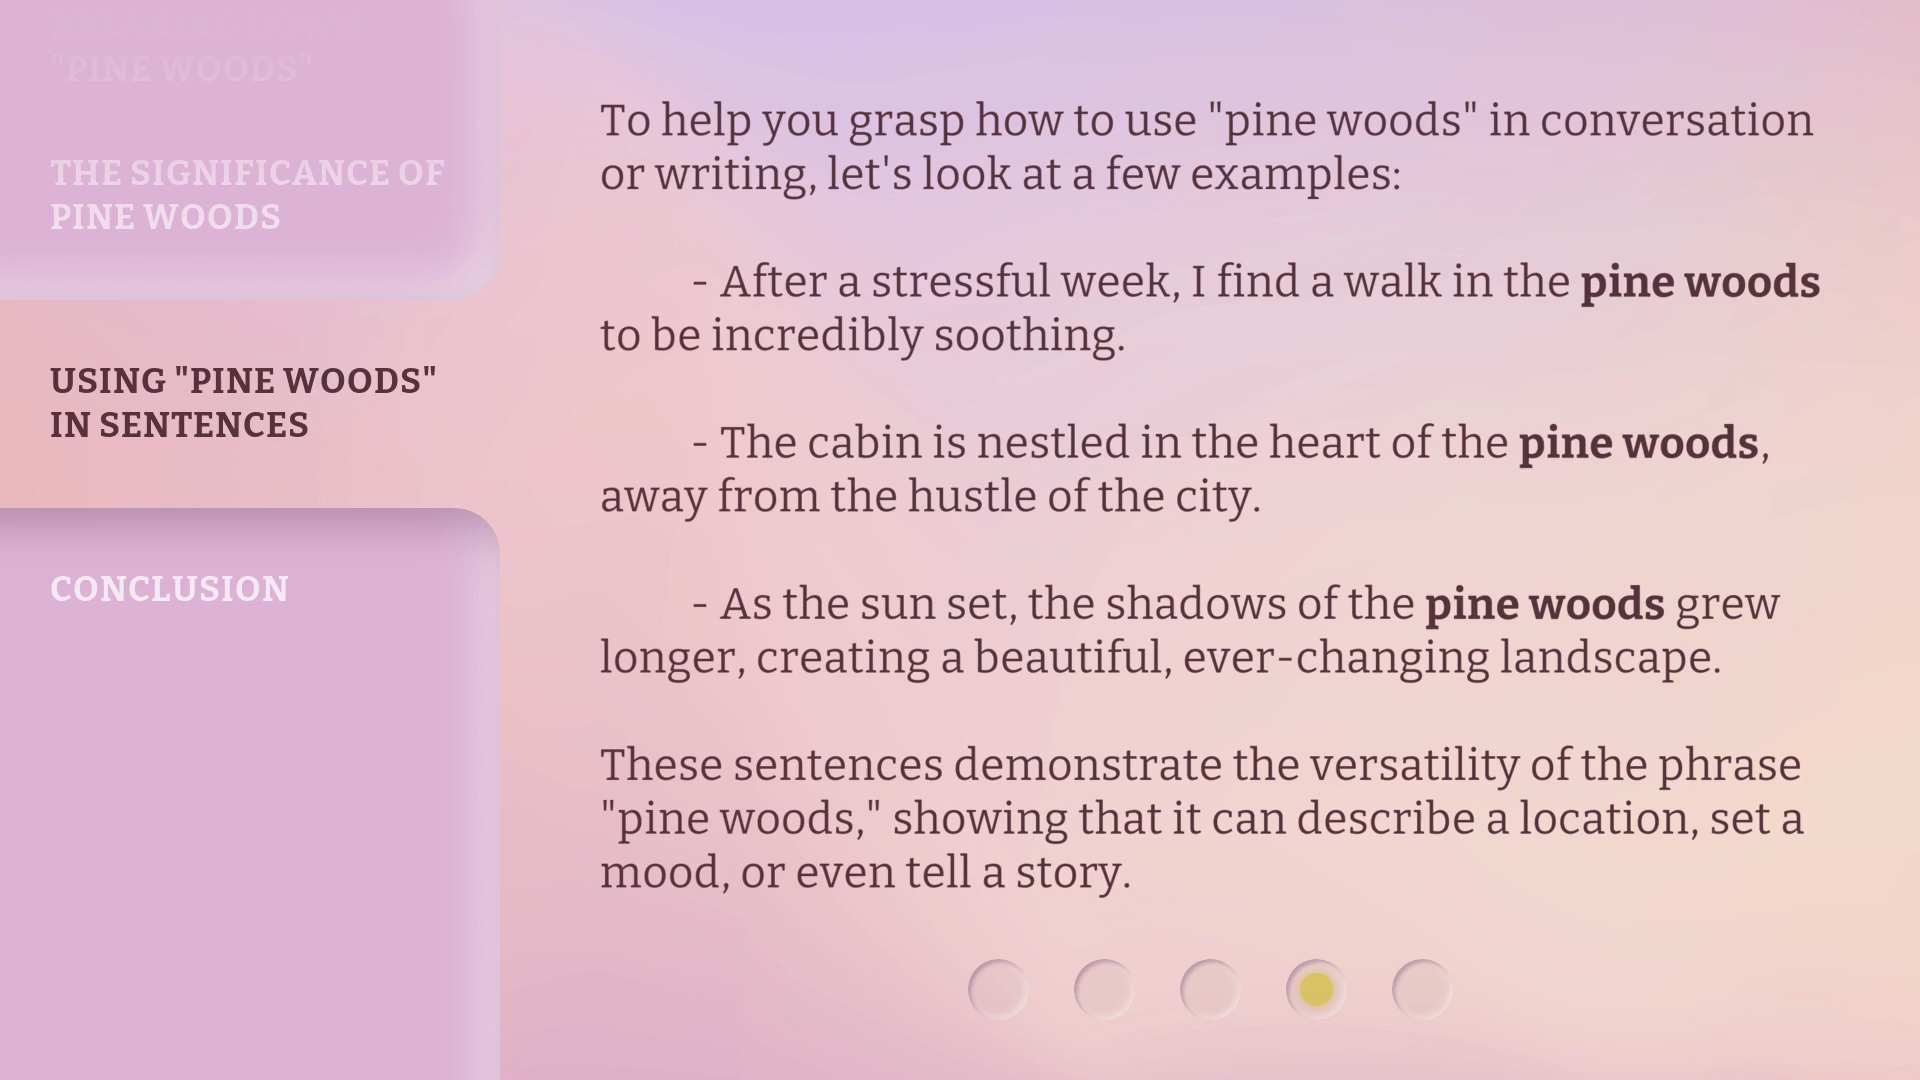 BREAKING DOWN
"PINE WOODS"
THE SIGNIFICANCE OF
PINE WOODS
USING "PINE WOODS"
IN SENTENCES
CONCLUSION
To help you grasp how to use "pine woods" in conversation
or writing, let's look at a few examples:
- After a stressful week, I find a walk in the pine woods
to be incredibly soothing.
- The cabin is nestled in the heart of the pine woods,
away from the hustle of the city.
- As the sun set, the shadows of the pine woods grew
longer, creating a beautiful, ever-changing landscape.
These sentences demonstrate the versatility of the phrase
"pine woods," showing that it can describe a location, set a
mood, or even tell a story.